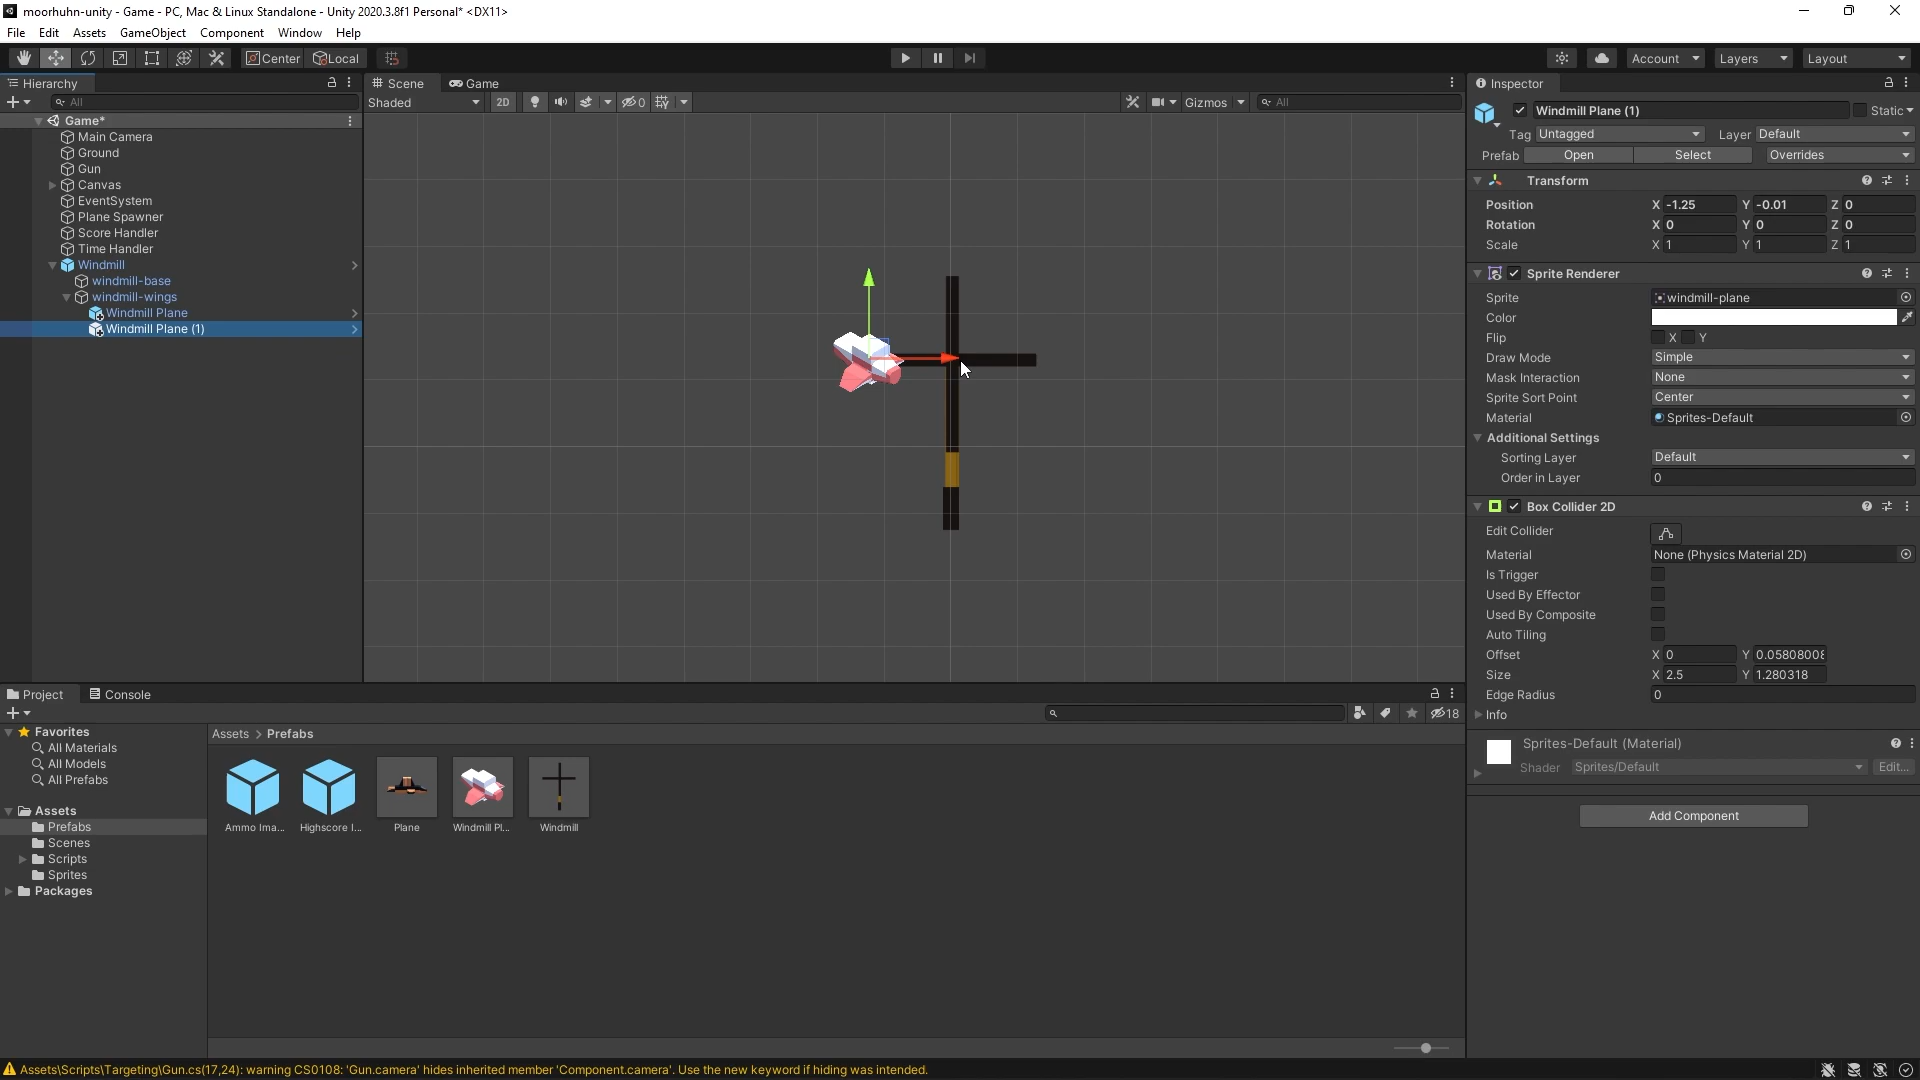 moorhuhn-unity - Game - PC, Mac & Linux Standalone - Unity 2020.3.8f1 Personal* <DX11>
File Edit Assets GameObject Component Window Help
Center Local Account Layers Layout
Hierarchy
All
Game*
Main Camera
Ground
Gun
Canvas
EventSystem
Plane Spawner
Score Handler
Time Handler
Windmill
windmill-base
windmill-wings
Windmill Plane
Windmill Plane (1)
Scene Game
Shaded 2D 0 Gizmos All
Inspector
Windmill Plane (1) Static
Tag Untagged Layer Default
Prefab Open Select Overrides
Transform
Position X -1.25 Y -0.01 Z 0
Rotation X 0 Y 0 Z 0
Scale X 1 Y 1 Z 1
Sprite Renderer
Sprite windmill-plane
Color
Flip X Y
Draw Mode Simple
Mask Interaction None
Sprite Sort Point Center
Material Sprites-Default
Additional Settings
Sorting Layer Default
Order in Layer 0
Box Collider 2D
Edit Collider
Material None (Physics Material 2D)
Is Trigger
Used By Effector
Used By Composite
Auto Tiling
Offset X 0 Y 0.05808008
Size X 2.5 Y 1.280318
Edge Radius 0
Info
Sprites-Default (Material)
Shader Sprites/Default Edit...
Add Component
Project Console
18
Favorites
All Materials
All Models
All Prefabs
Assets
Prefabs
Scenes
Scripts
Sprites
Packages
Assets > Prefabs
Ammo Ima... Highscore I... Plane Windmill Pl... Windmill
Assets\Scripts\Targeting\Gun.cs(17,24): warning CS0108: 'Gun.camera' hides inherited member 'Component.camera'. Use the new keyword if hiding was intended.